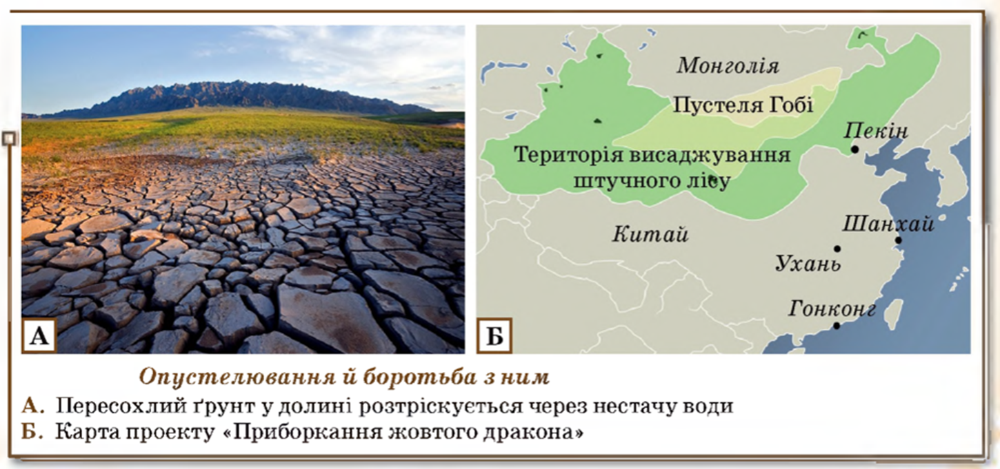 Монголія
Пустеля Гобі
Пекін
Територія висаджування
штучного лісу
Шанхай
Китай
Ухань
Гонконг
А
Б
Опустелювання й боротьба з ним
А. Пересохлий ґрунт у долині розтріскується через нестачу води
Б. Карта проекту «Приборкання жовтого дракона»